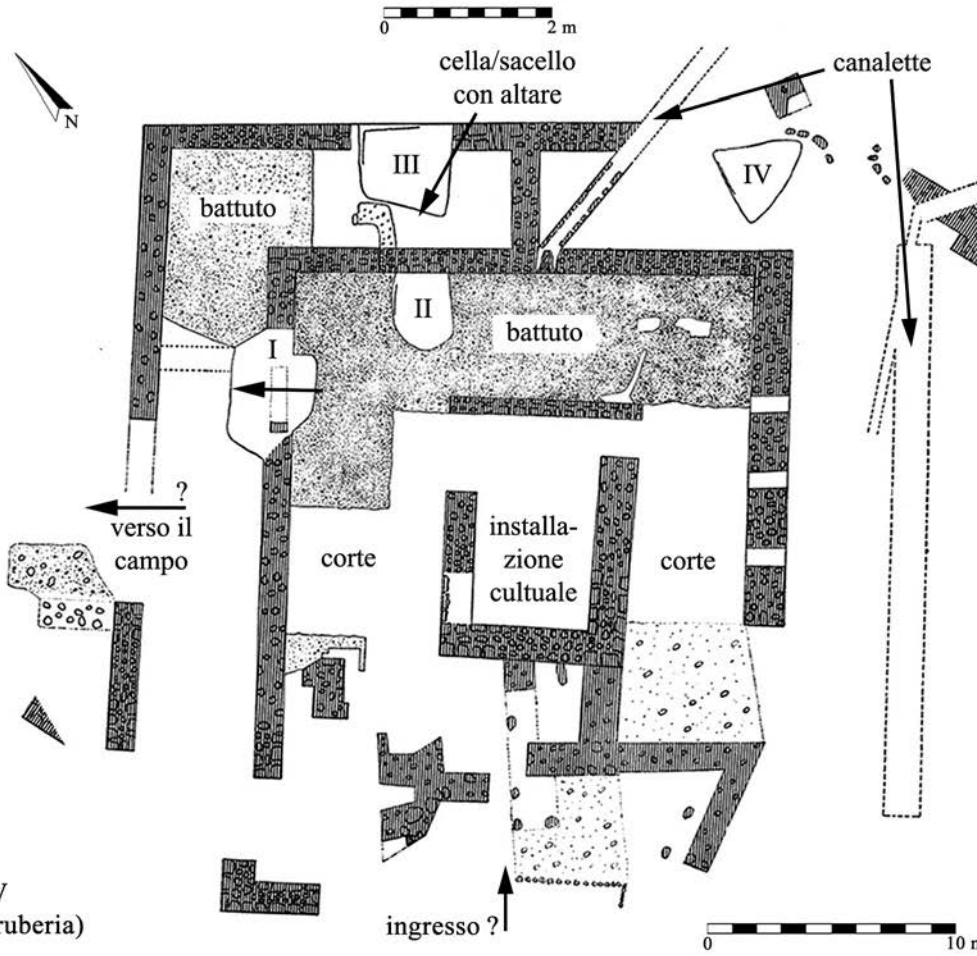 0
2 m
cella/sacello
con altare
canalette
N
III
IV
battuto
II
battuto
I
?
verso il
campo
corte
installa-
zione
cultuale
corte
ruberia)
ingresso ?
0
10 m